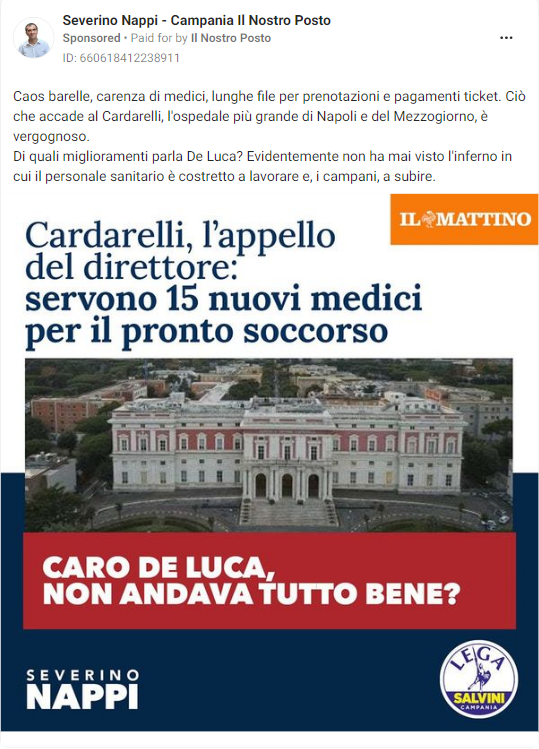 Severino Nappi - Campania Il Nostro Posto
Sponsored • Paid for by Il Nostro Posto
ID: 660618412238911
Caos barelle, carenza di medici, lunghe file per prenotazioni e pagamenti ticket. Ciò
che accade al Cardarelli, l'ospedale più grande di Napoli e del Mezzogiorno, è
vergognoso.
Di quali miglioramenti parla De Luca? Evidentemente non ha mai visto l'inferno in
cui il personale sanitario è costretto a lavorare e, i campani, a subire.
IL MATTINO
Cardarelli, l'appello
del direttore:
servono 15 nuovi medici
per il pronto soccorso
CARO DE LUCA,
NON ANDAVA TUTTO BENE?
SEVERINO
NAPPI
LEGA
SALVINI
CAMPANIA